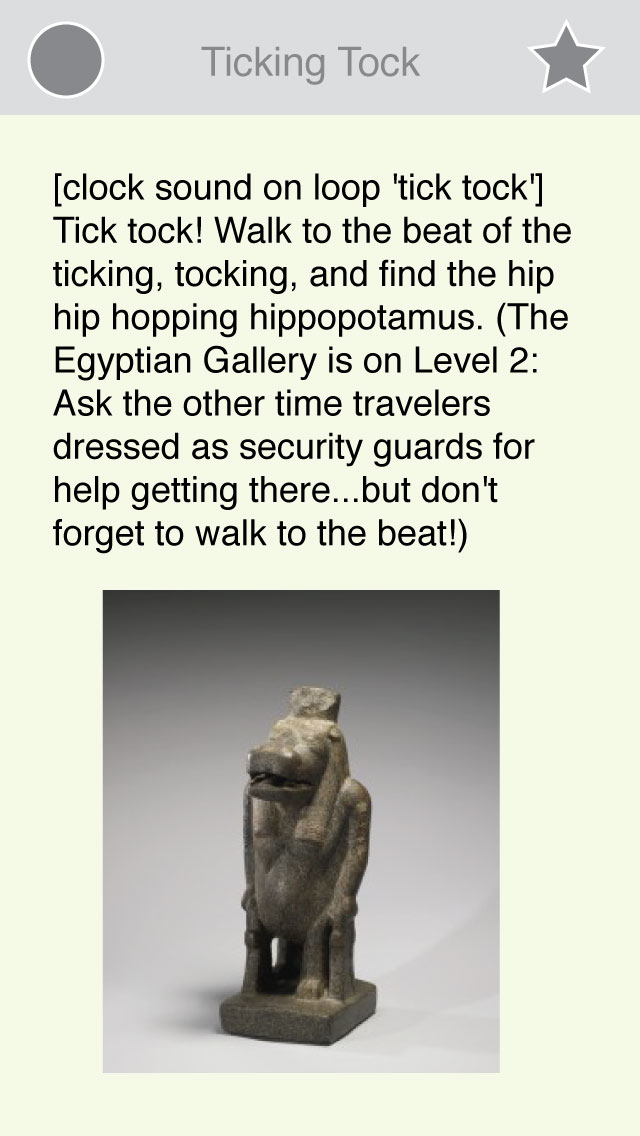 Ticking Tock
[clock sound on loop 'tick tock']
Tick tock! Walk to the beat of the
ticking, tocking, and find the hip
hip hopping hippopotamus. (The
Egyptian Gallery is on Level 2:
Ask the other time travelers
dressed as security guards for
help getting there...but don't
forget to walk to the beat!)